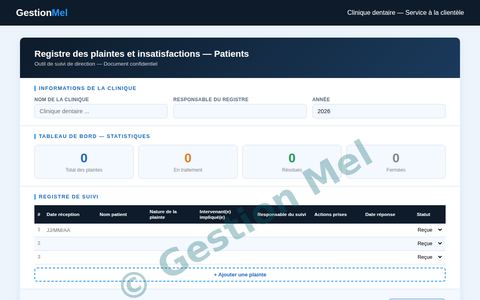 GestionMel
Clinique dentaire — Service à la clientèle
Registre des plaintes et insatisfactions — Patients
Outil de suivi de direction — Document confidentiel
INFORMATIONS DE LA CLINIQUE
NOM DE LA CLINIQUE RESPONSABLE DU REGISTRE ANNÉE
Clinique dentaire ... 2026
TABLEAU DE BORD — STATISTIQUES
0 0 0 0
Total des plaintes En traitement Résolues Fermées
REGISTRE DE SUIVI
# Date réception Nom patient Nature de la plainte Intervenant(e) impliqué(e) Responsable du suivi Actions prises Date réponse Statut
1 JJ/MM/AA Reçue
2 Reçue
3 Reçue
+ Ajouter une plainte
© Gestion Mel